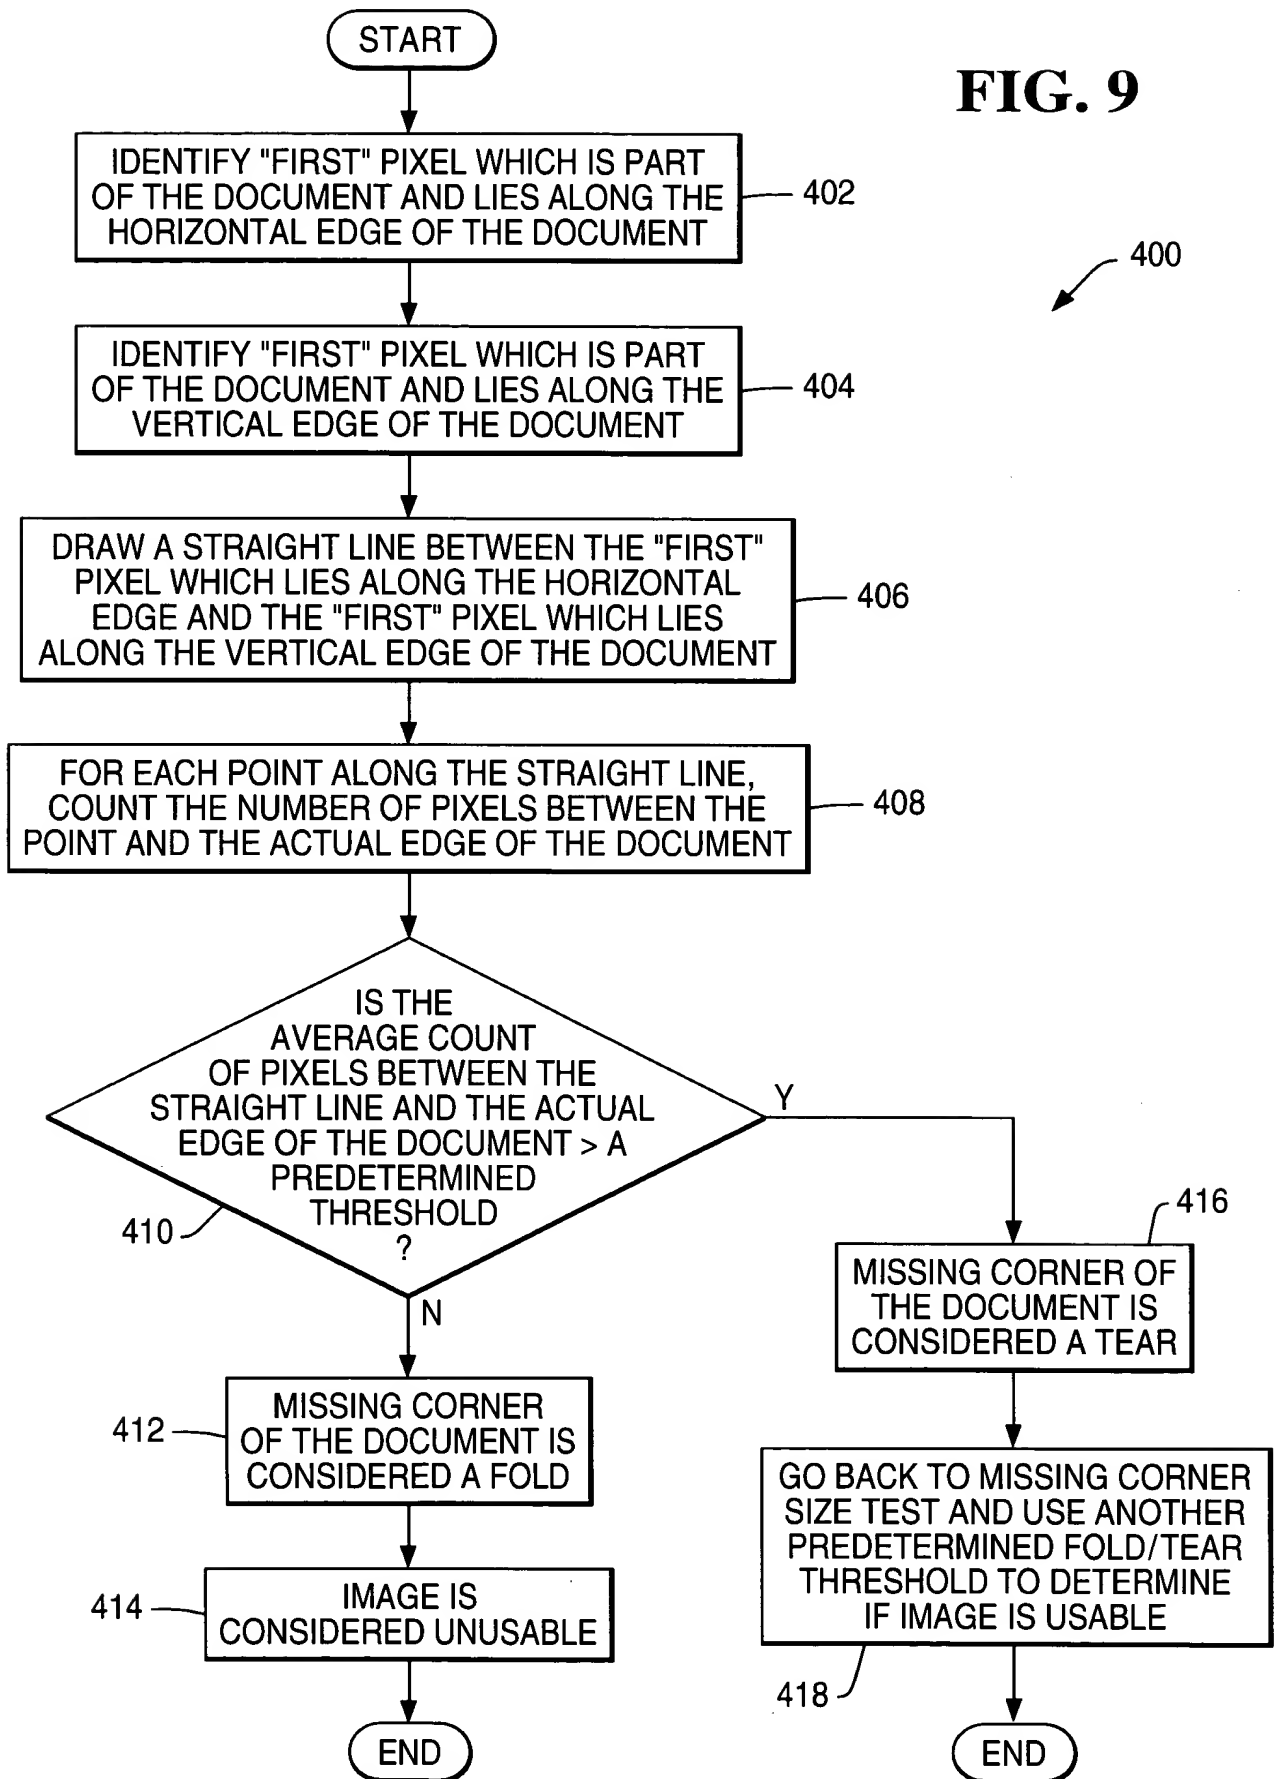 START
FIG. 9
IDENTIFY "FIRST" PIXEL WHICH IS PART
OF THE DOCUMENT AND LIES ALONG THE
HORIZONTAL EDGE OF THE DOCUMENT
402
400
IDENTIFY "FIRST" PIXEL WHICH IS PART
OF THE DOCUMENT AND LIES ALONG THE
VERTICAL EDGE OF THE DOCUMENT
404
DRAW A STRAIGHT LINE BETWEEN THE "FIRST"
PIXEL WHICH LIES ALONG THE HORIZONTAL
EDGE AND THE "FIRST" PIXEL WHICH LIES
ALONG THE VERTICAL EDGE OF THE DOCUMENT
406
FOR EACH POINT ALONG THE STRAIGHT LINE,
COUNT THE NUMBER OF PIXELS BETWEEN THE
POINT AND THE ACTUAL EDGE OF THE DOCUMENT
408
IS THE
AVERAGE COUNT
OF PIXELS BETWEEN THE
STRAIGHT LINE AND THE ACTUAL
EDGE OF THE DOCUMENT > A
PREDETERMINED
THRESHOLD
?
410
Y
N
416
MISSING CORNER OF
THE DOCUMENT IS
CONSIDERED A TEAR
412
MISSING CORNER
OF THE DOCUMENT IS
CONSIDERED A FOLD
GO BACK TO MISSING CORNER
SIZE TEST AND USE ANOTHER
PREDETERMINED FOLD/TEAR
THRESHOLD TO DETERMINE
IF IMAGE IS USABLE
418
414
IMAGE IS
CONSIDERED UNUSABLE
END
END